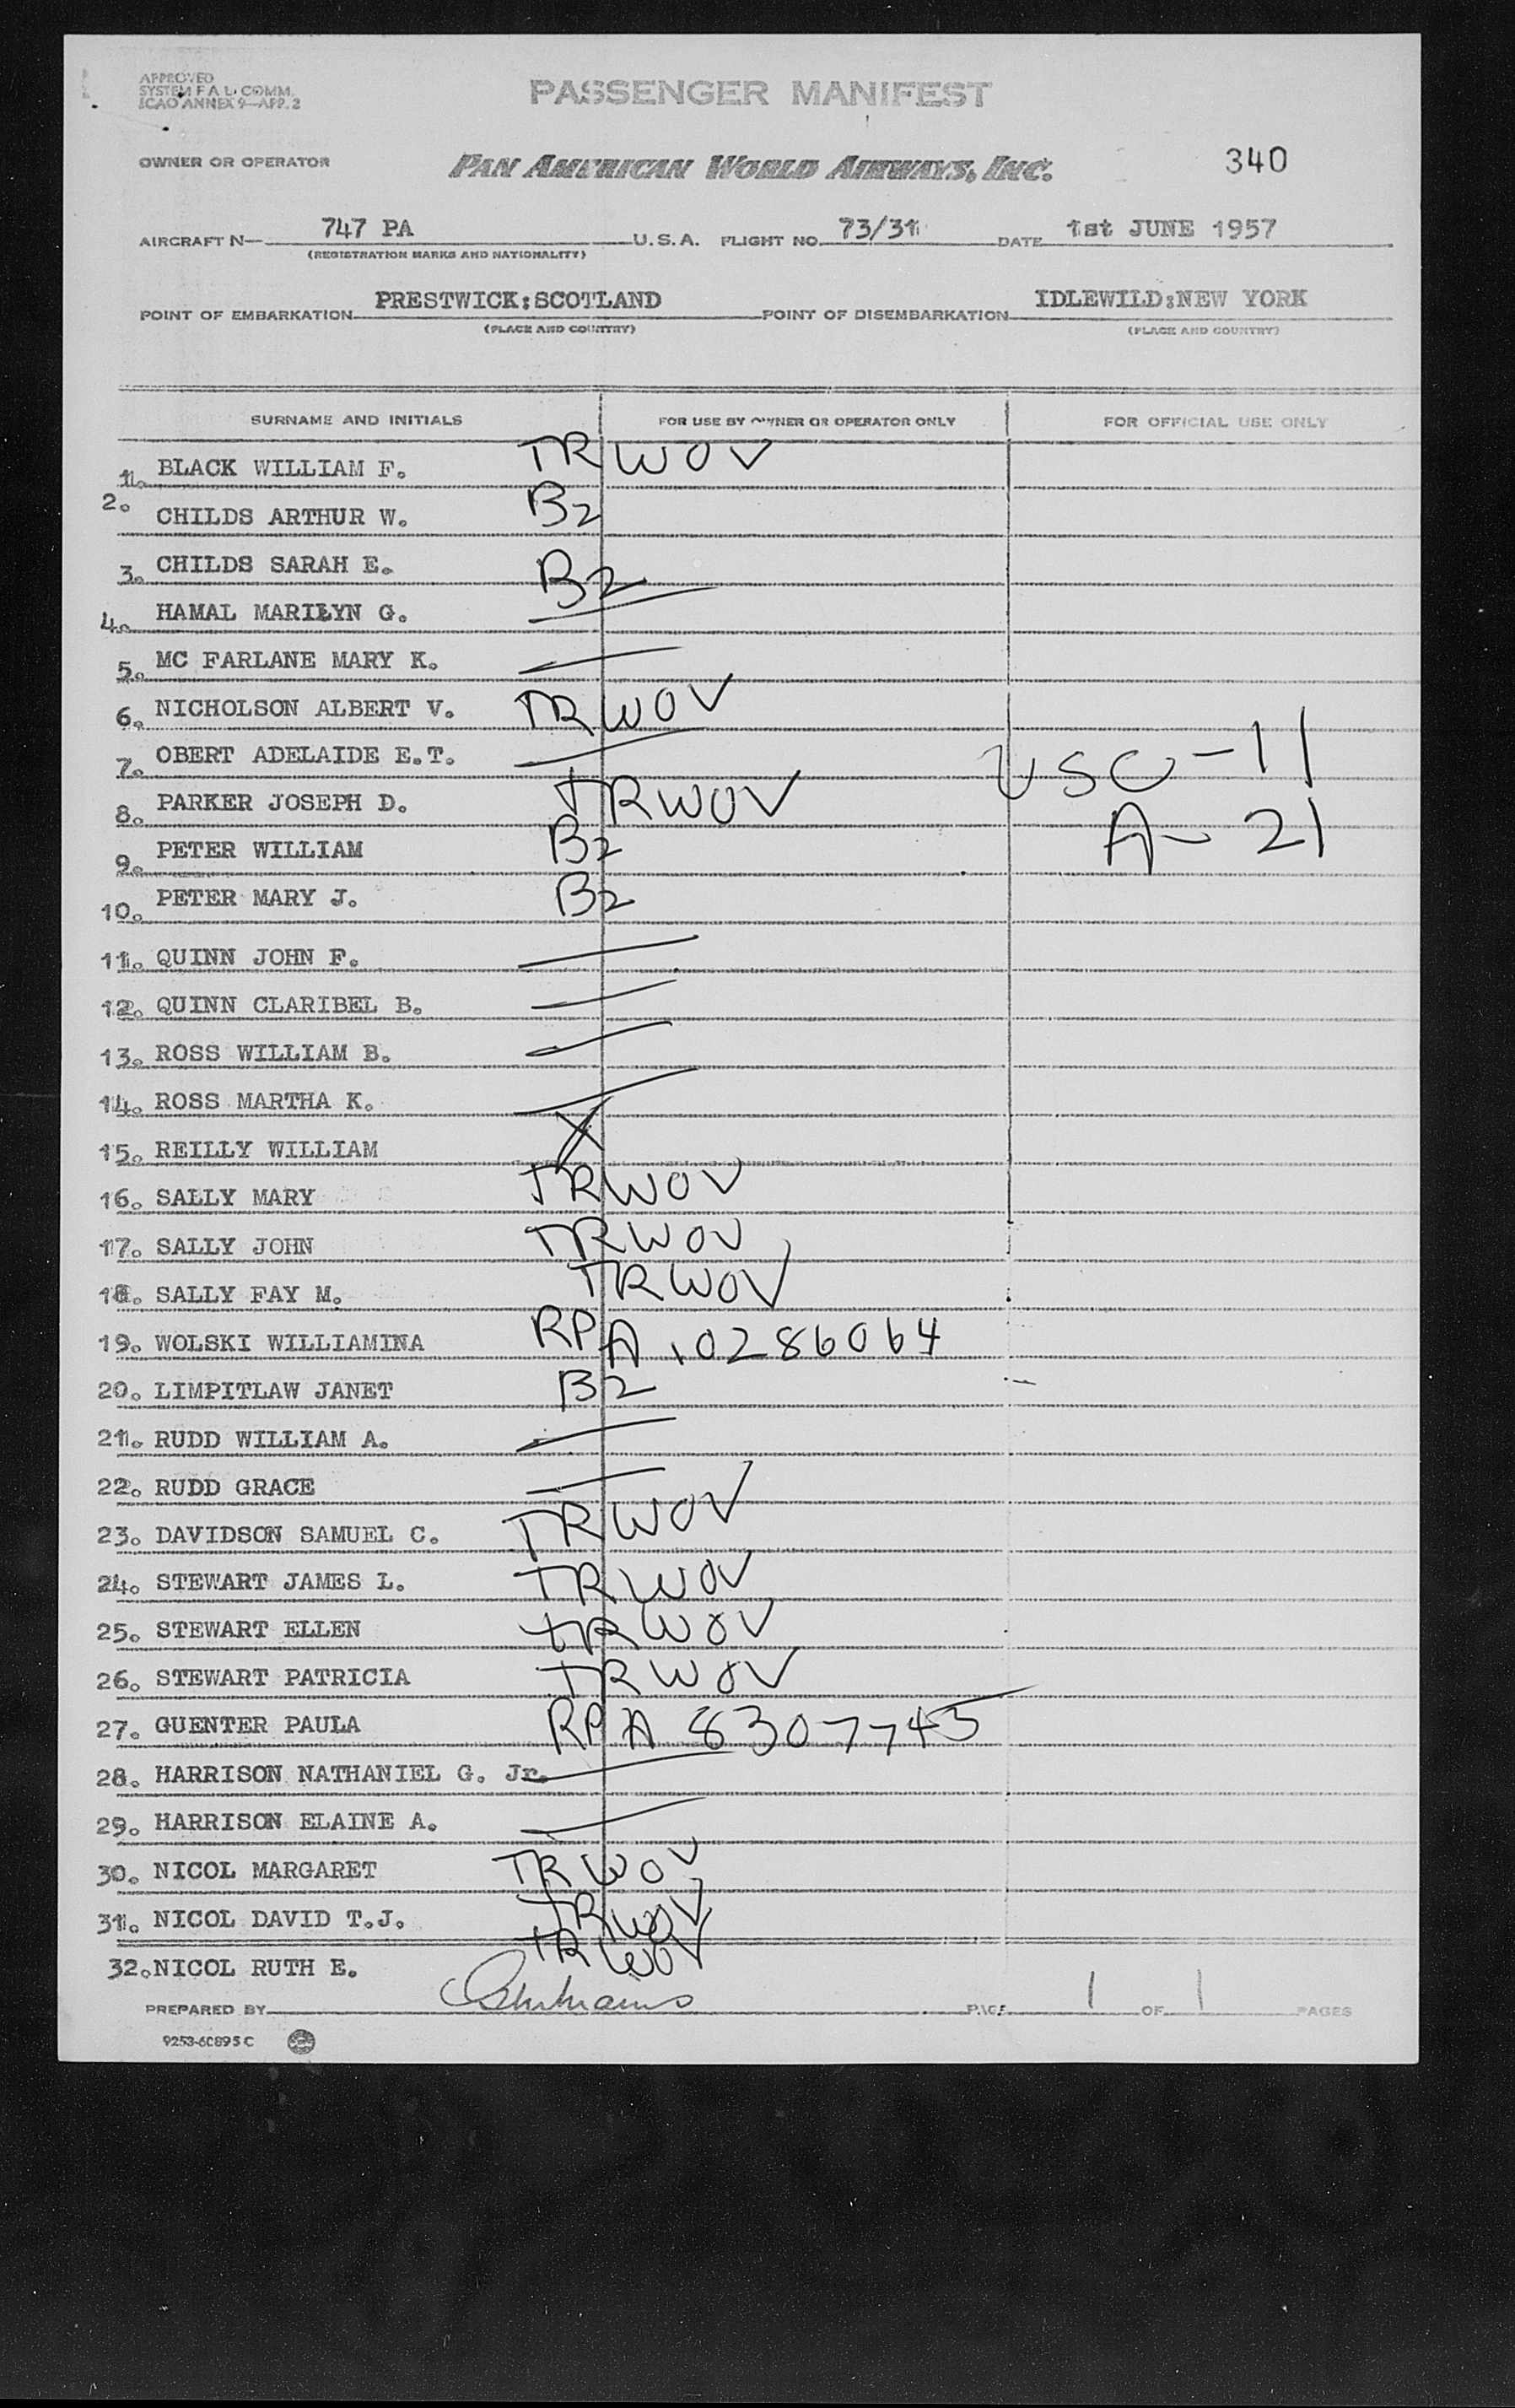 APPROVED
SYSTEM F A L COMM.
ICAO ANNEX 9—APP. 2
PASSENGER MANIFEST
OWNER OR OPERATOR PAN AMERICAN WORLD AIRWAYS, INC. 340
AIRCRAFT N— 747 PA U.S.A. FLIGHT NO. 73/31 DATE 1st JUNE 1957
(REGISTRATION MARKS AND NATIONALITY)
POINT OF EMBARKATION PRESTWICK:SCOTLAND POINT OF DISEMBARKATION IDLEWILD:NEW YORK
(PLACE AND COUNTRY) (PLACE AND COUNTRY)
SURNAME AND INITIALS FOR USE BY OWNER OR OPERATOR ONLY FOR OFFICIAL USE ONLY
1. BLACK WILLIAM F. TRWOV
2. CHILDS ARTHUR W. B2
3. CHILDS SARAH E. B2
4. HAMAL MARILYN G.
5. MC FARLANE MARY K.
6. NICHOLSON ALBERT V. TRWOV
7. OBERT ADELAIDE E.T. USC-11
8. PARKER JOSEPH D. TRWOV
9. PETER WILLIAM B2 A-21
10. PETER MARY J. B2
11. QUINN JOHN F.
12. QUINN CLARIBEL B.
13. ROSS WILLIAM B.
14. ROSS MARTHA K.
15. REILLY WILLIAM X
16. SALLY MARY TRWOV
17. SALLY JOHN TRWOV
18. SALLY FAY M. TRWOV
19. WOLSKI WILLIAMINA RPA 10286064
20. LIMPITLAW JANET B2
21. RUDD WILLIAM A.
22. RUDD GRACE
23. DAVIDSON SAMUEL C. TRWOV
24. STEWART JAMES L. TRWOV
25. STEWART ELLEN TRWOV
26. STEWART PATRICIA TRWOV
27. GUENTER PAULA RPA 8307745
28. HARRISON NATHANIEL G. Jr.
29. HARRISON ELAINE A.
30. NICOL MARGARET TRWOV
31. NICOL DAVID T.J. TRWOV
32. NICOL RUTH E. TRWOV
PREPARED BY PAGE 1 OF 1 PAGES
9253-60895 C